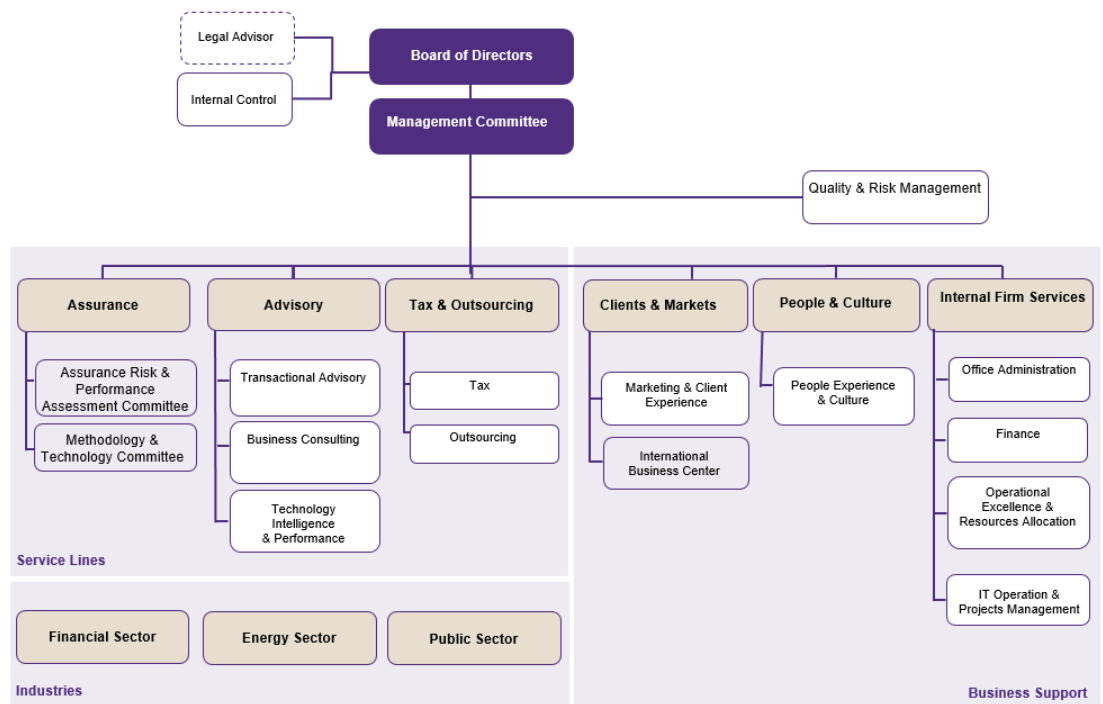 Legal Advisor
Board of Directors
Internal Control
Management Committee
Quality & Risk Management
Assurance
Advisory
Tax & Outsourcing
Clients & Markets
People & Culture
Internal Firm Services
Assurance Risk &
Performance
Assessment Committee
Methodology &
Technology Committee
Transactional Advisory
Business Consulting
Technology
Intelligence
& Performance
Tax
Outsourcing
Marketing & Client
Experience
International
Business Center
People Experience
& Culture
Office Administration
Finance
Operational
Excellence &
Resources Allocation
IT Operation &
Projects Management
Service Lines
Financial Sector
Energy Sector
Public Sector
Industries
Business Support